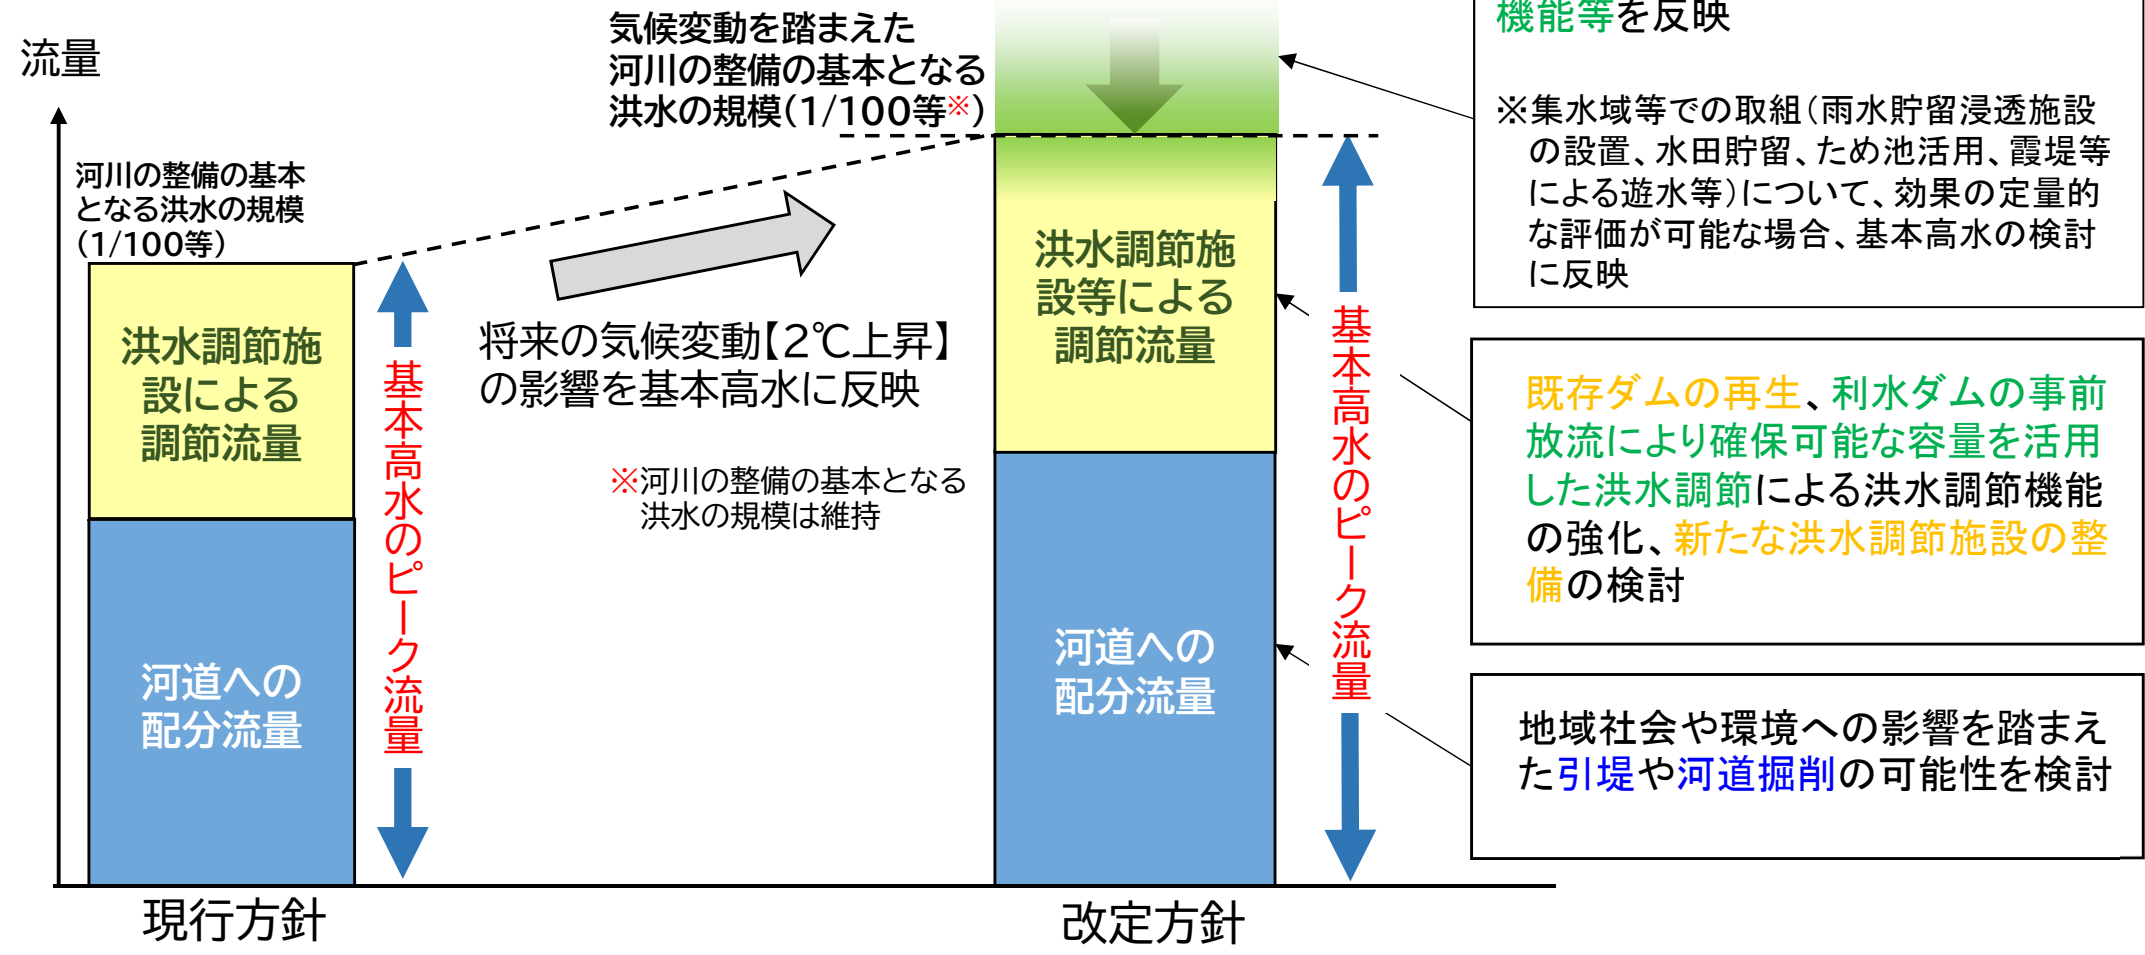 流量
気候変動を踏まえた
河川の整備の基本となる
洪水の規模(1/100等※)
河川の整備の基本
となる洪水の規模
(1/100等)
洪水調節施
設による
調節流量
河道への
配分流量
基本高水のピーク流量
将来の気候変動【2℃上昇】
の影響を基本高水に反映
※河川の整備の基本となる
洪水の規模は維持
洪水調節施
設等による
調節流量
河道への
配分流量
基本高水のピーク流量
機能等を反映
※集水域等での取組(雨水貯留浸透施設
の設置、水田貯留、ため池活用、霞堤等
による遊水等)について、効果の定量的
な評価が可能な場合、基本高水の検討
に反映
既存ダムの再生、利水ダムの事前
放流により確保可能な容量を活用
した洪水調節による洪水調節機能
の強化、新たな洪水調節施設の整
備の検討
地域社会や環境への影響を踏まえ
た引堤や河道掘削の可能性を検討
現行方針
改定方針